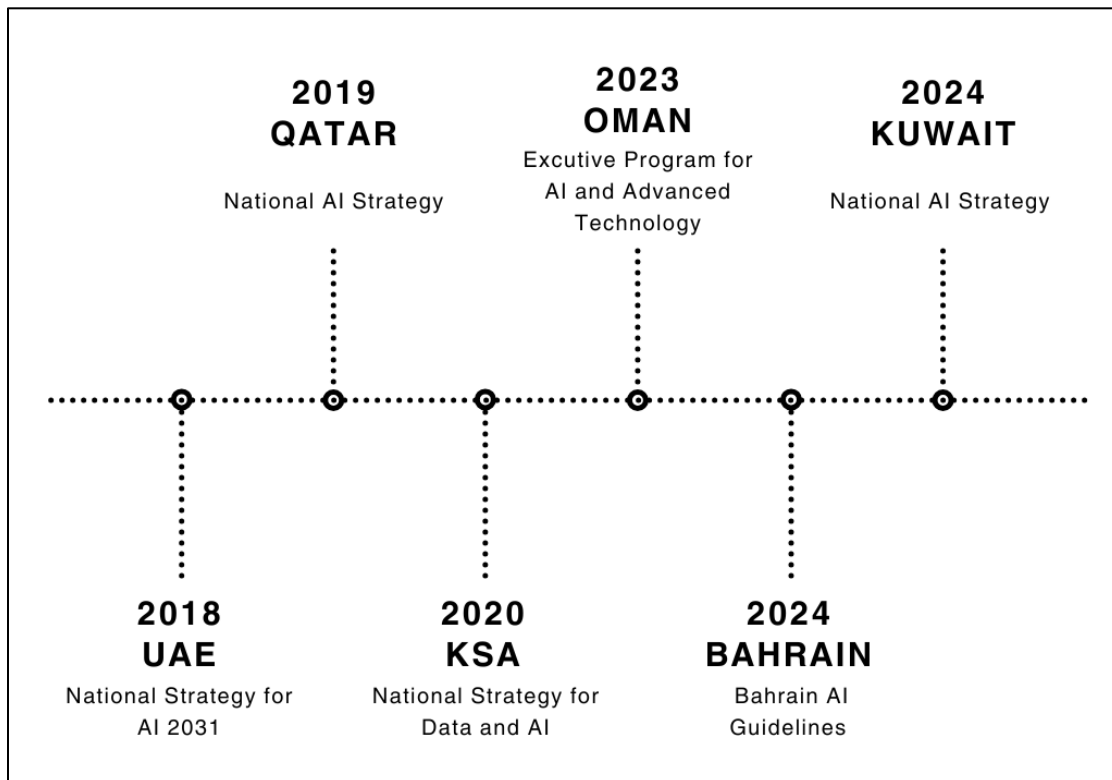 2019
QATAR
National AI Strategy
2023
OMAN
Excutive Program for
AI and Advanced
Technology
2024
KUWAIT
National AI Strategy
2018
UAE
National Strategy for
AI 2031
2020
KSA
National Strategy for
Data and AI
2024
BAHRAIN
Bahrain AI
Guidelines